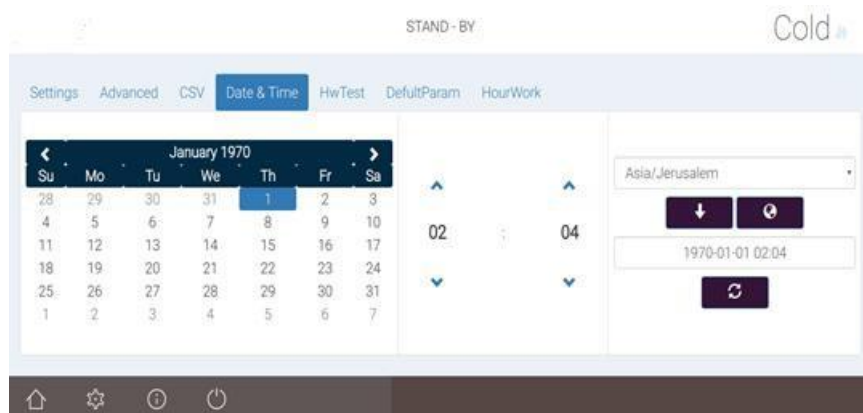 STAND - BY
Cold
Settings Advanced CSV Date & Time HwTest DefultParam HourWork
January 1970
Su Mo Tu We Th Fr Sa
28 29 30 31 1 2 3
4 5 6 7 8 9 10
11 12 13 14 15 16 17
18 19 20 21 22 23 24
25 26 27 28 29 30 31
1 2 3 4 5 6 7
02 : 04
Asia/Jerusalem
1970-01-01 02:04